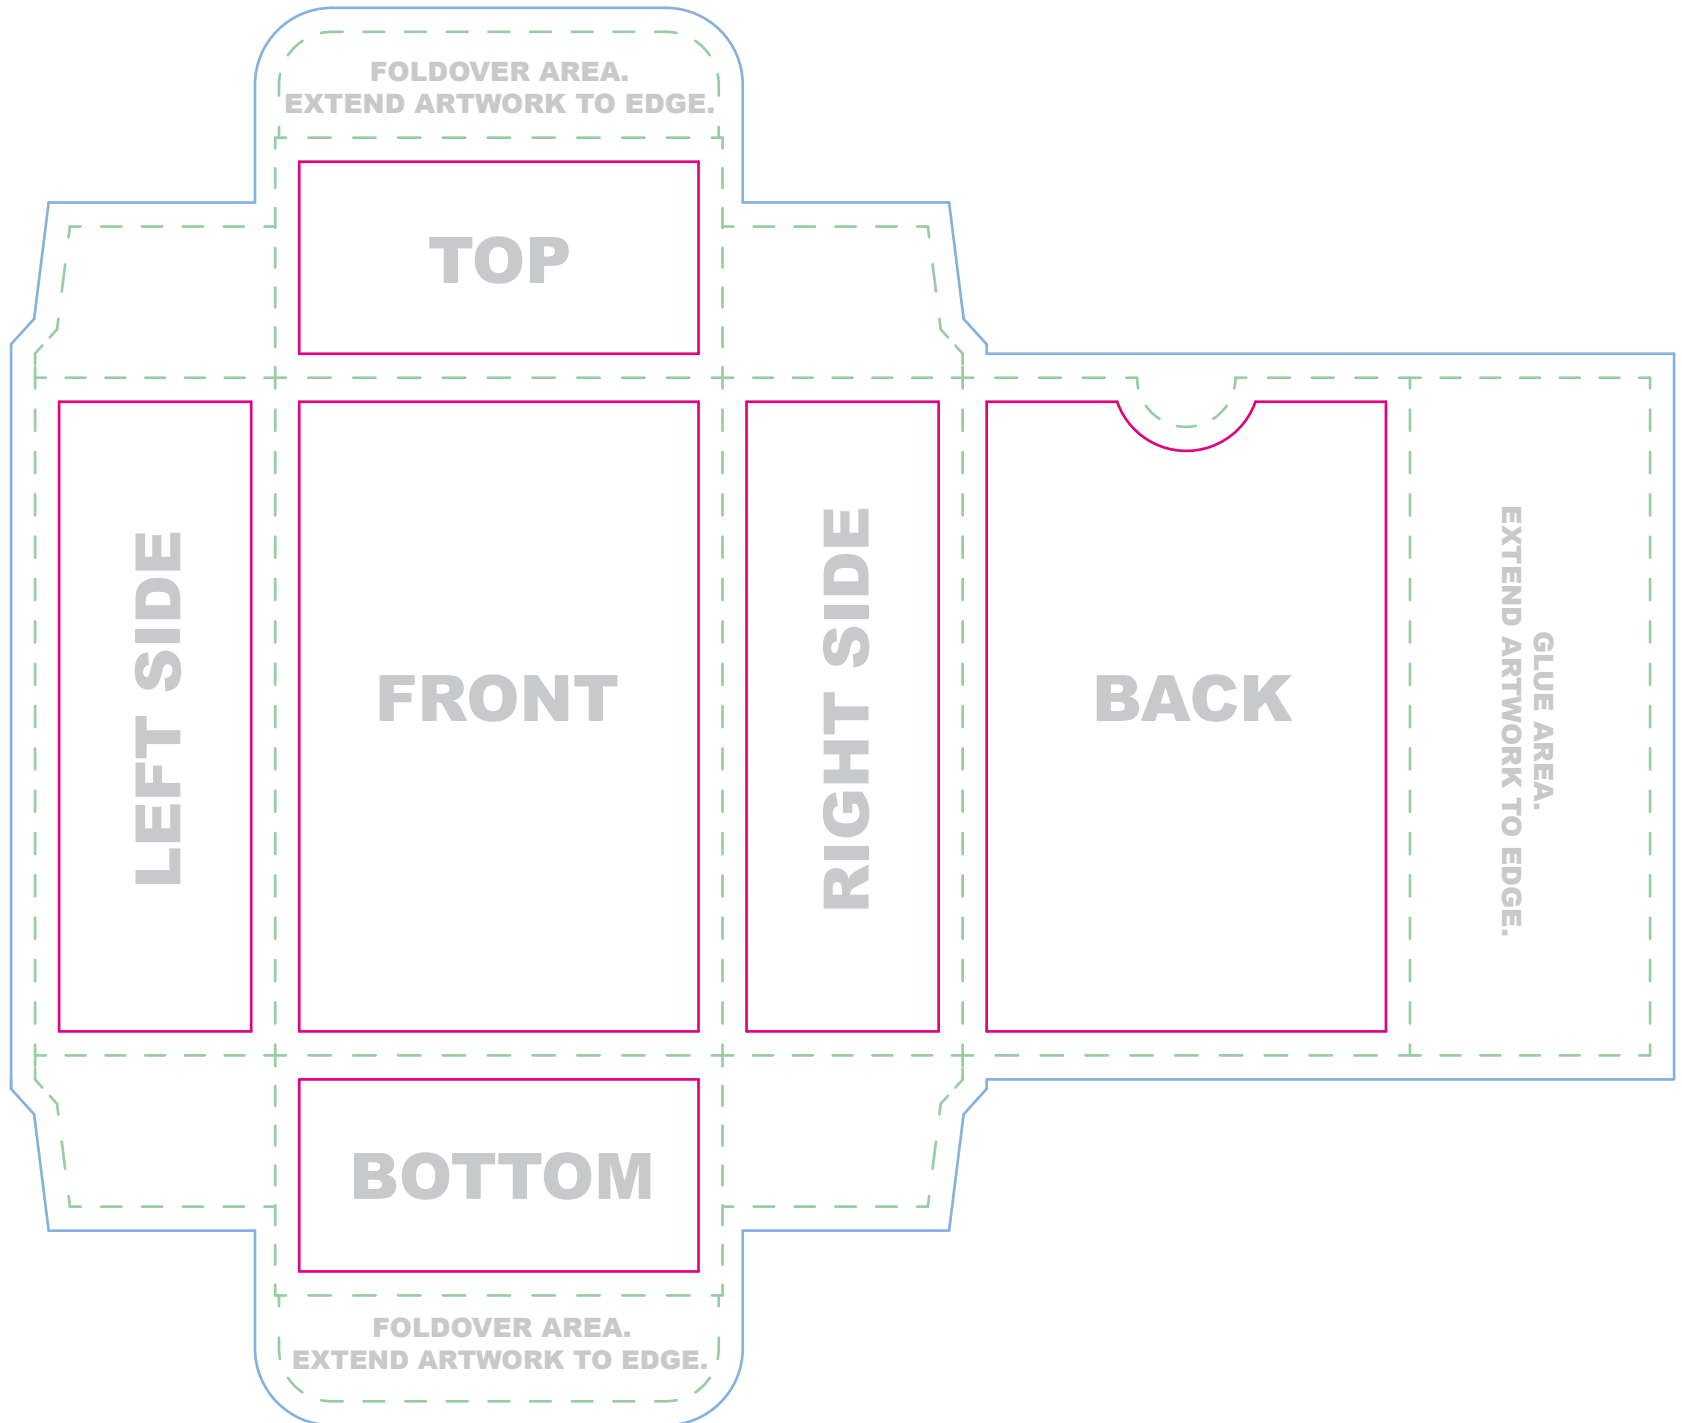 FOLDOVER AREA.
EXTEND ARTWORK TO EDGE.
TOP
LEFT SIDE
FRONT
RIGHT SIDE
BACK
GLUE AREA.
EXTEND ARTWORK TO EDGE.
BOTTOM
FOLDOVER AREA.
EXTEND ARTWORK TO EDGE.